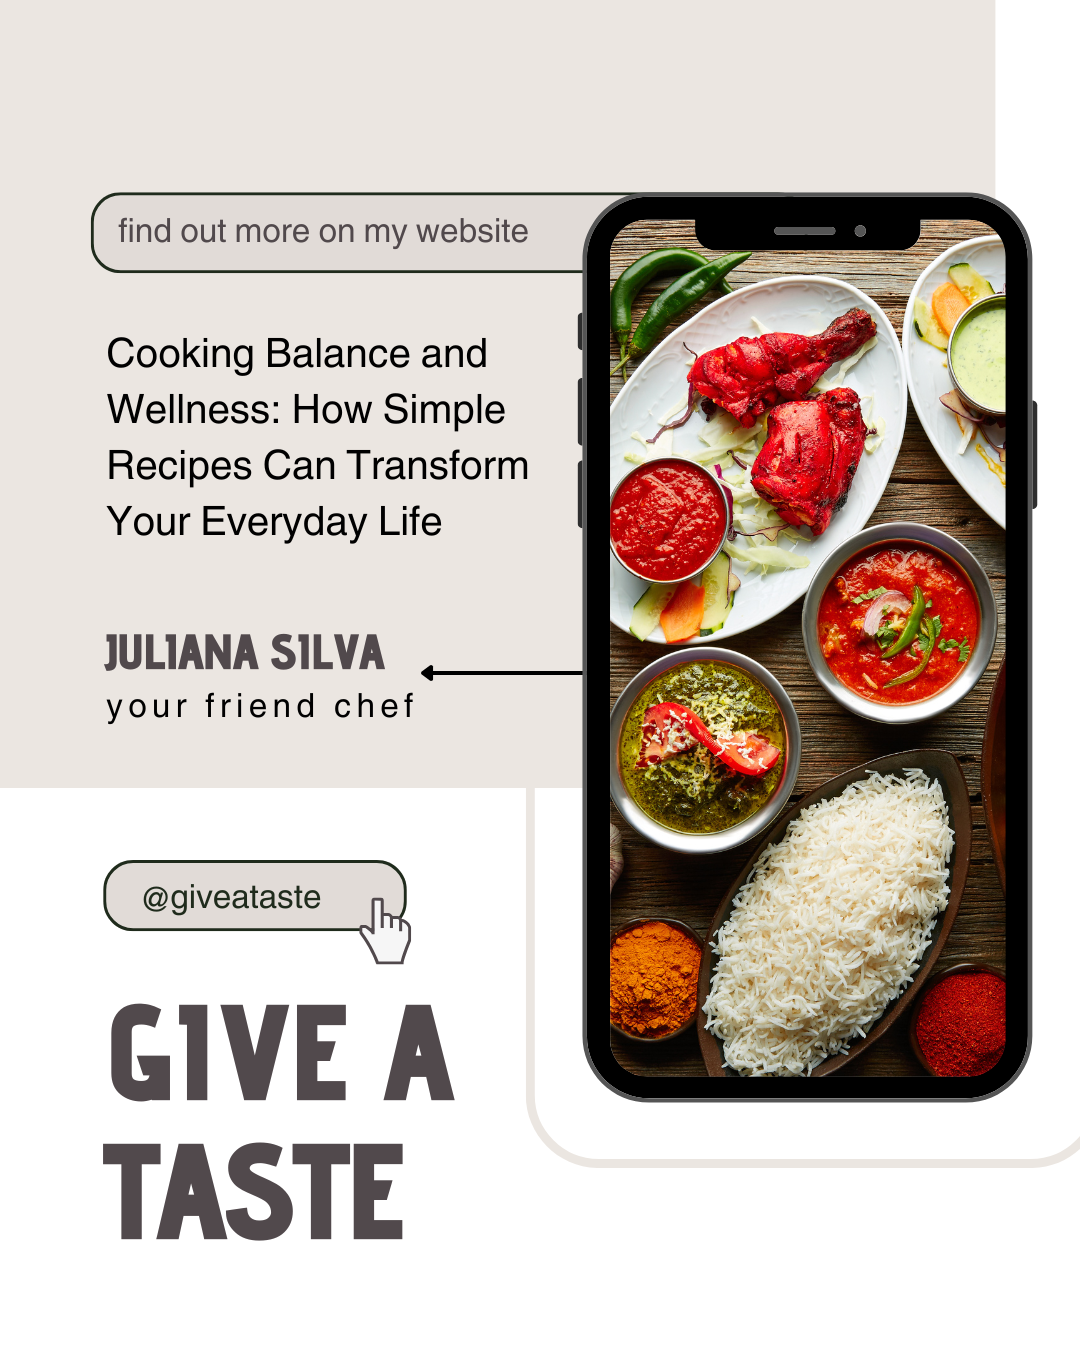 find out more on my website
Cooking Balance and
Wellness: How Simple
Recipes Can Transform
Your Everyday Life
JULIANA SILVA
your friend chef
@giveataste
GIVE A
TASTE